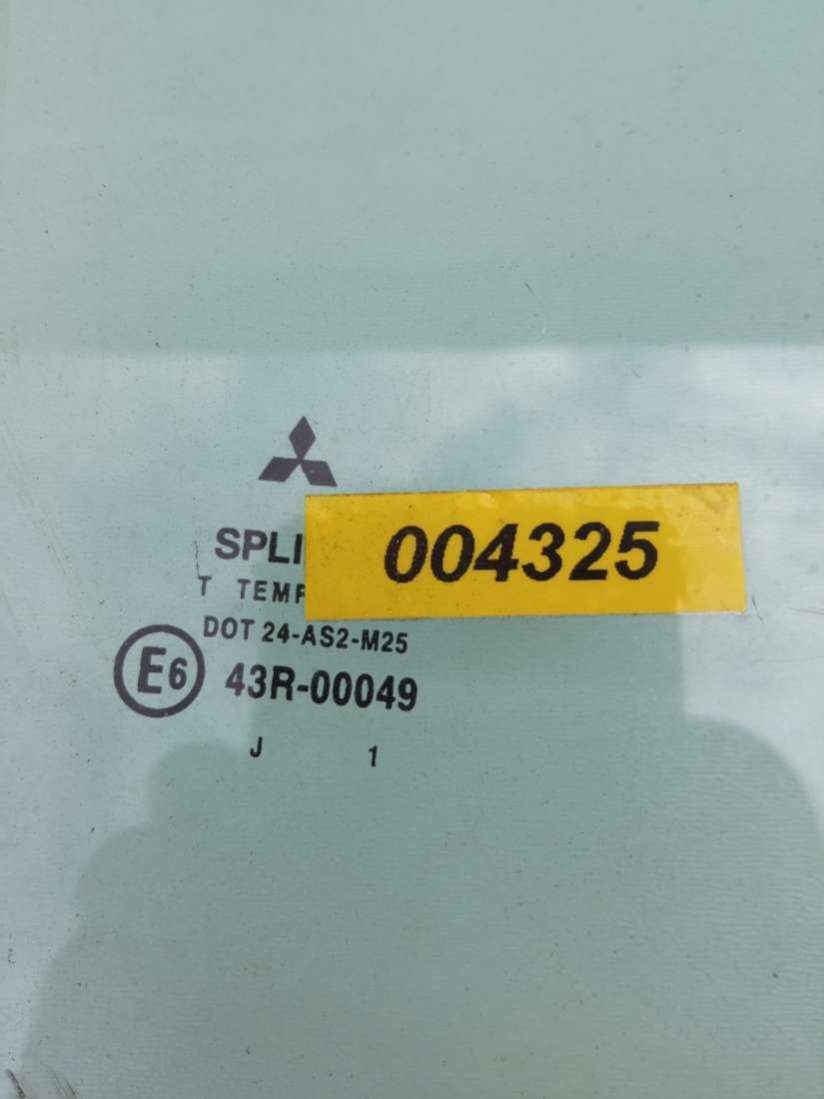 SPLI
004325
T TEMP
DOT 24-AS2-M25
E6 43R-00049
J 1